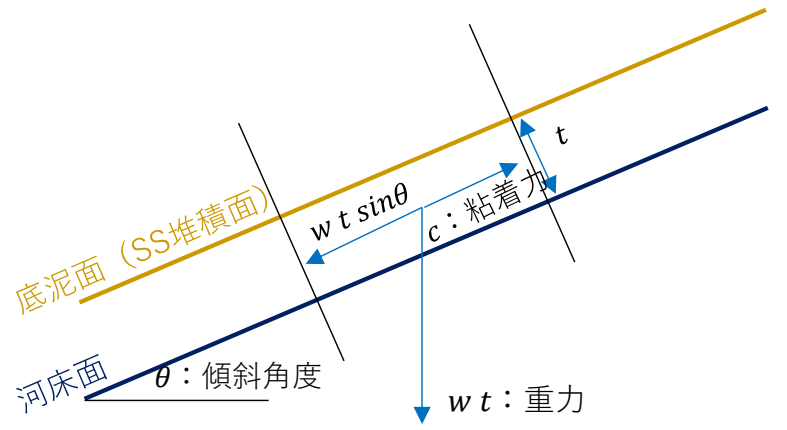 t
w t sinθ
c：粘着力
底泥面（SS堆積面）
河床面
θ：傾斜角度
w t：重力